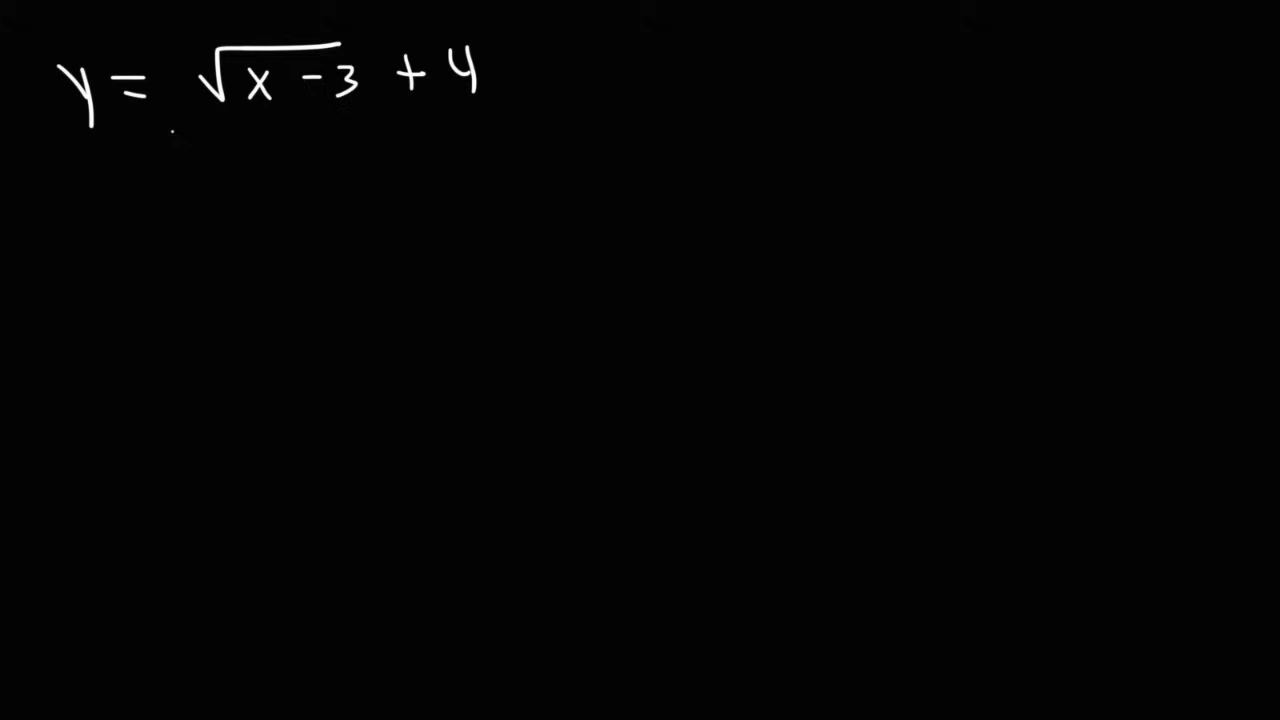 y = √x - 3 + 4